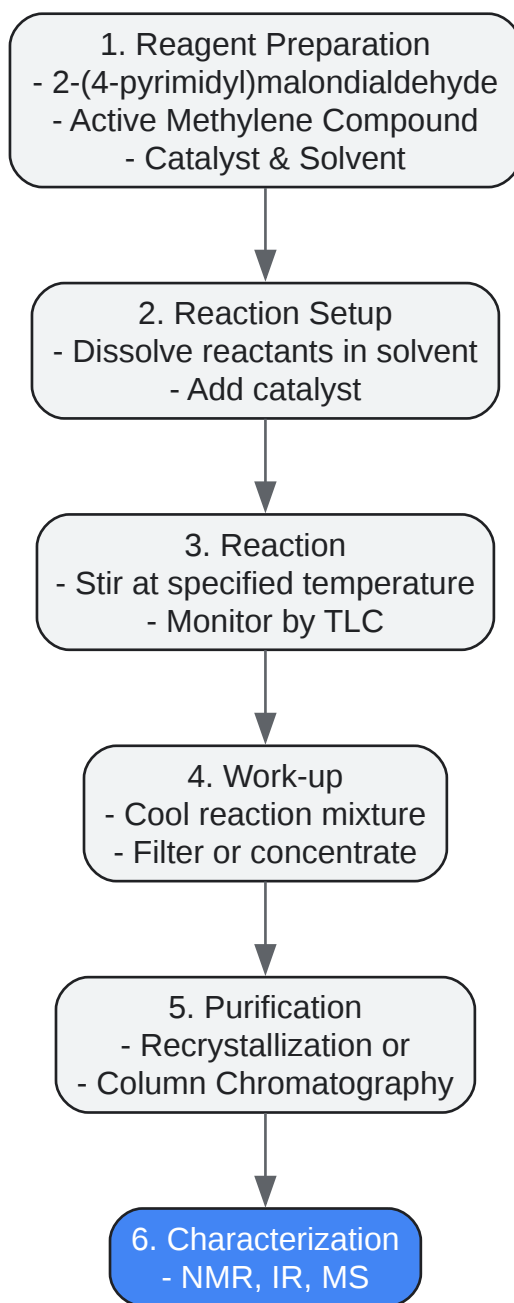 1. Reagent Preparation
- 2-(4-pyrimidyl)malondialdehyde
- Active Methylene Compound
- Catalyst & Solvent
2. Reaction Setup
- Dissolve reactants in solvent
- Add catalyst
3. Reaction
- Stir at specified temperature
- Monitor by TLC
4. Work-up
- Cool reaction mixture
- Filter or concentrate
5. Purification
- Recrystallization or
- Column Chromatography
6. Characterization
- NMR, IR, MS